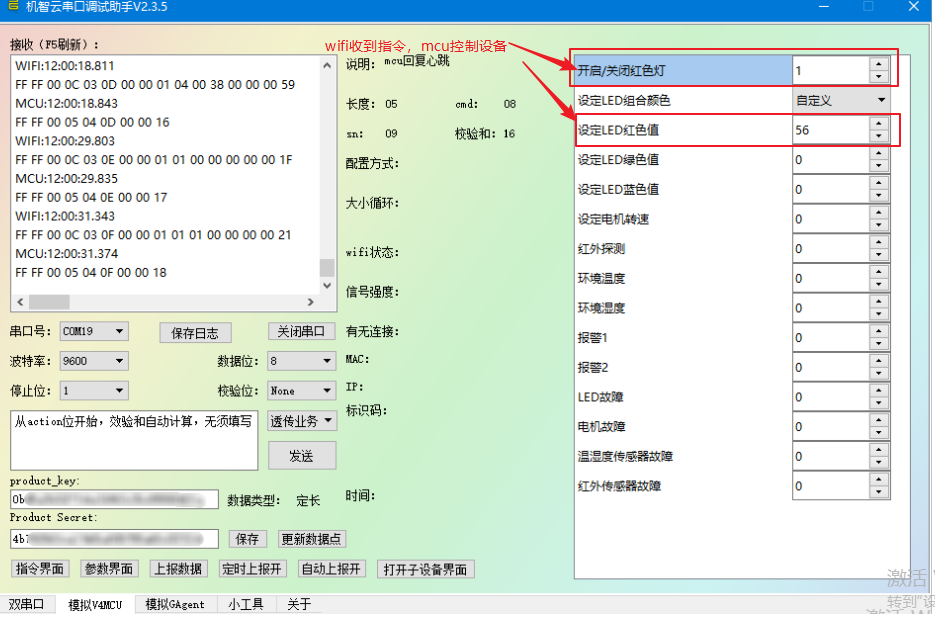 机智云串口调试助手V2.3.5
接收（F5刷新）：
wifi收到指令，mcu控制设备
WIFI:12:00:18.811
FF FF 00 0C 03 0D 00 00 01 04 00 38 00 00 00 59
MCU:12:00:18.843
FF FF 00 05 04 0D 00 00 16
WIFI:12:00:29.803
FF FF 00 0C 03 0E 00 00 01 01 00 00 00 00 00 1F
MCU:12:00:29.835
FF FF 00 05 04 0E 00 00 17
WIFI:12:00:31.343
FF FF 00 0C 03 0F 00 00 01 01 01 00 00 00 00 21
MCU:12:00:31.374
FF FF 00 05 04 0F 00 00 18
串口号： COM19 保存日志 关闭串口
波特率： 9600 数据位： 8
停止位： 1 校验位： None
从action位开始，效验和自动计算，无须填写
透传业务
发送
product_key:
0b
数据类型： 定长
Product Secret:
4b
保存 更新数据点
指令界面 参数界面 上报数据 定时上报开 自动上报开 打开子设备界面
说明： mcu回复心跳
长度： 05 cmd: 08
sn: 09 校验和： 16
配置方式：
大小循环：
wifi状态：
信号强度：
有无连接：
MAC:
IP:
标识码：
时间：
开启/关闭红色灯 1
设定LED组合颜色 自定义
设定LED红色值 56
设定LED绿色值 0
设定LED蓝色值 0
设定电机转速 0
红外探测 0
环境温度 0
环境湿度 0
报警1 0
报警2 0
LED故障 0
电机故障 0
温湿度传感器故障 0
红外传感器故障 0
激活
转到"设
双串口 模拟V4MCU 模拟GAgent 小工具 关于